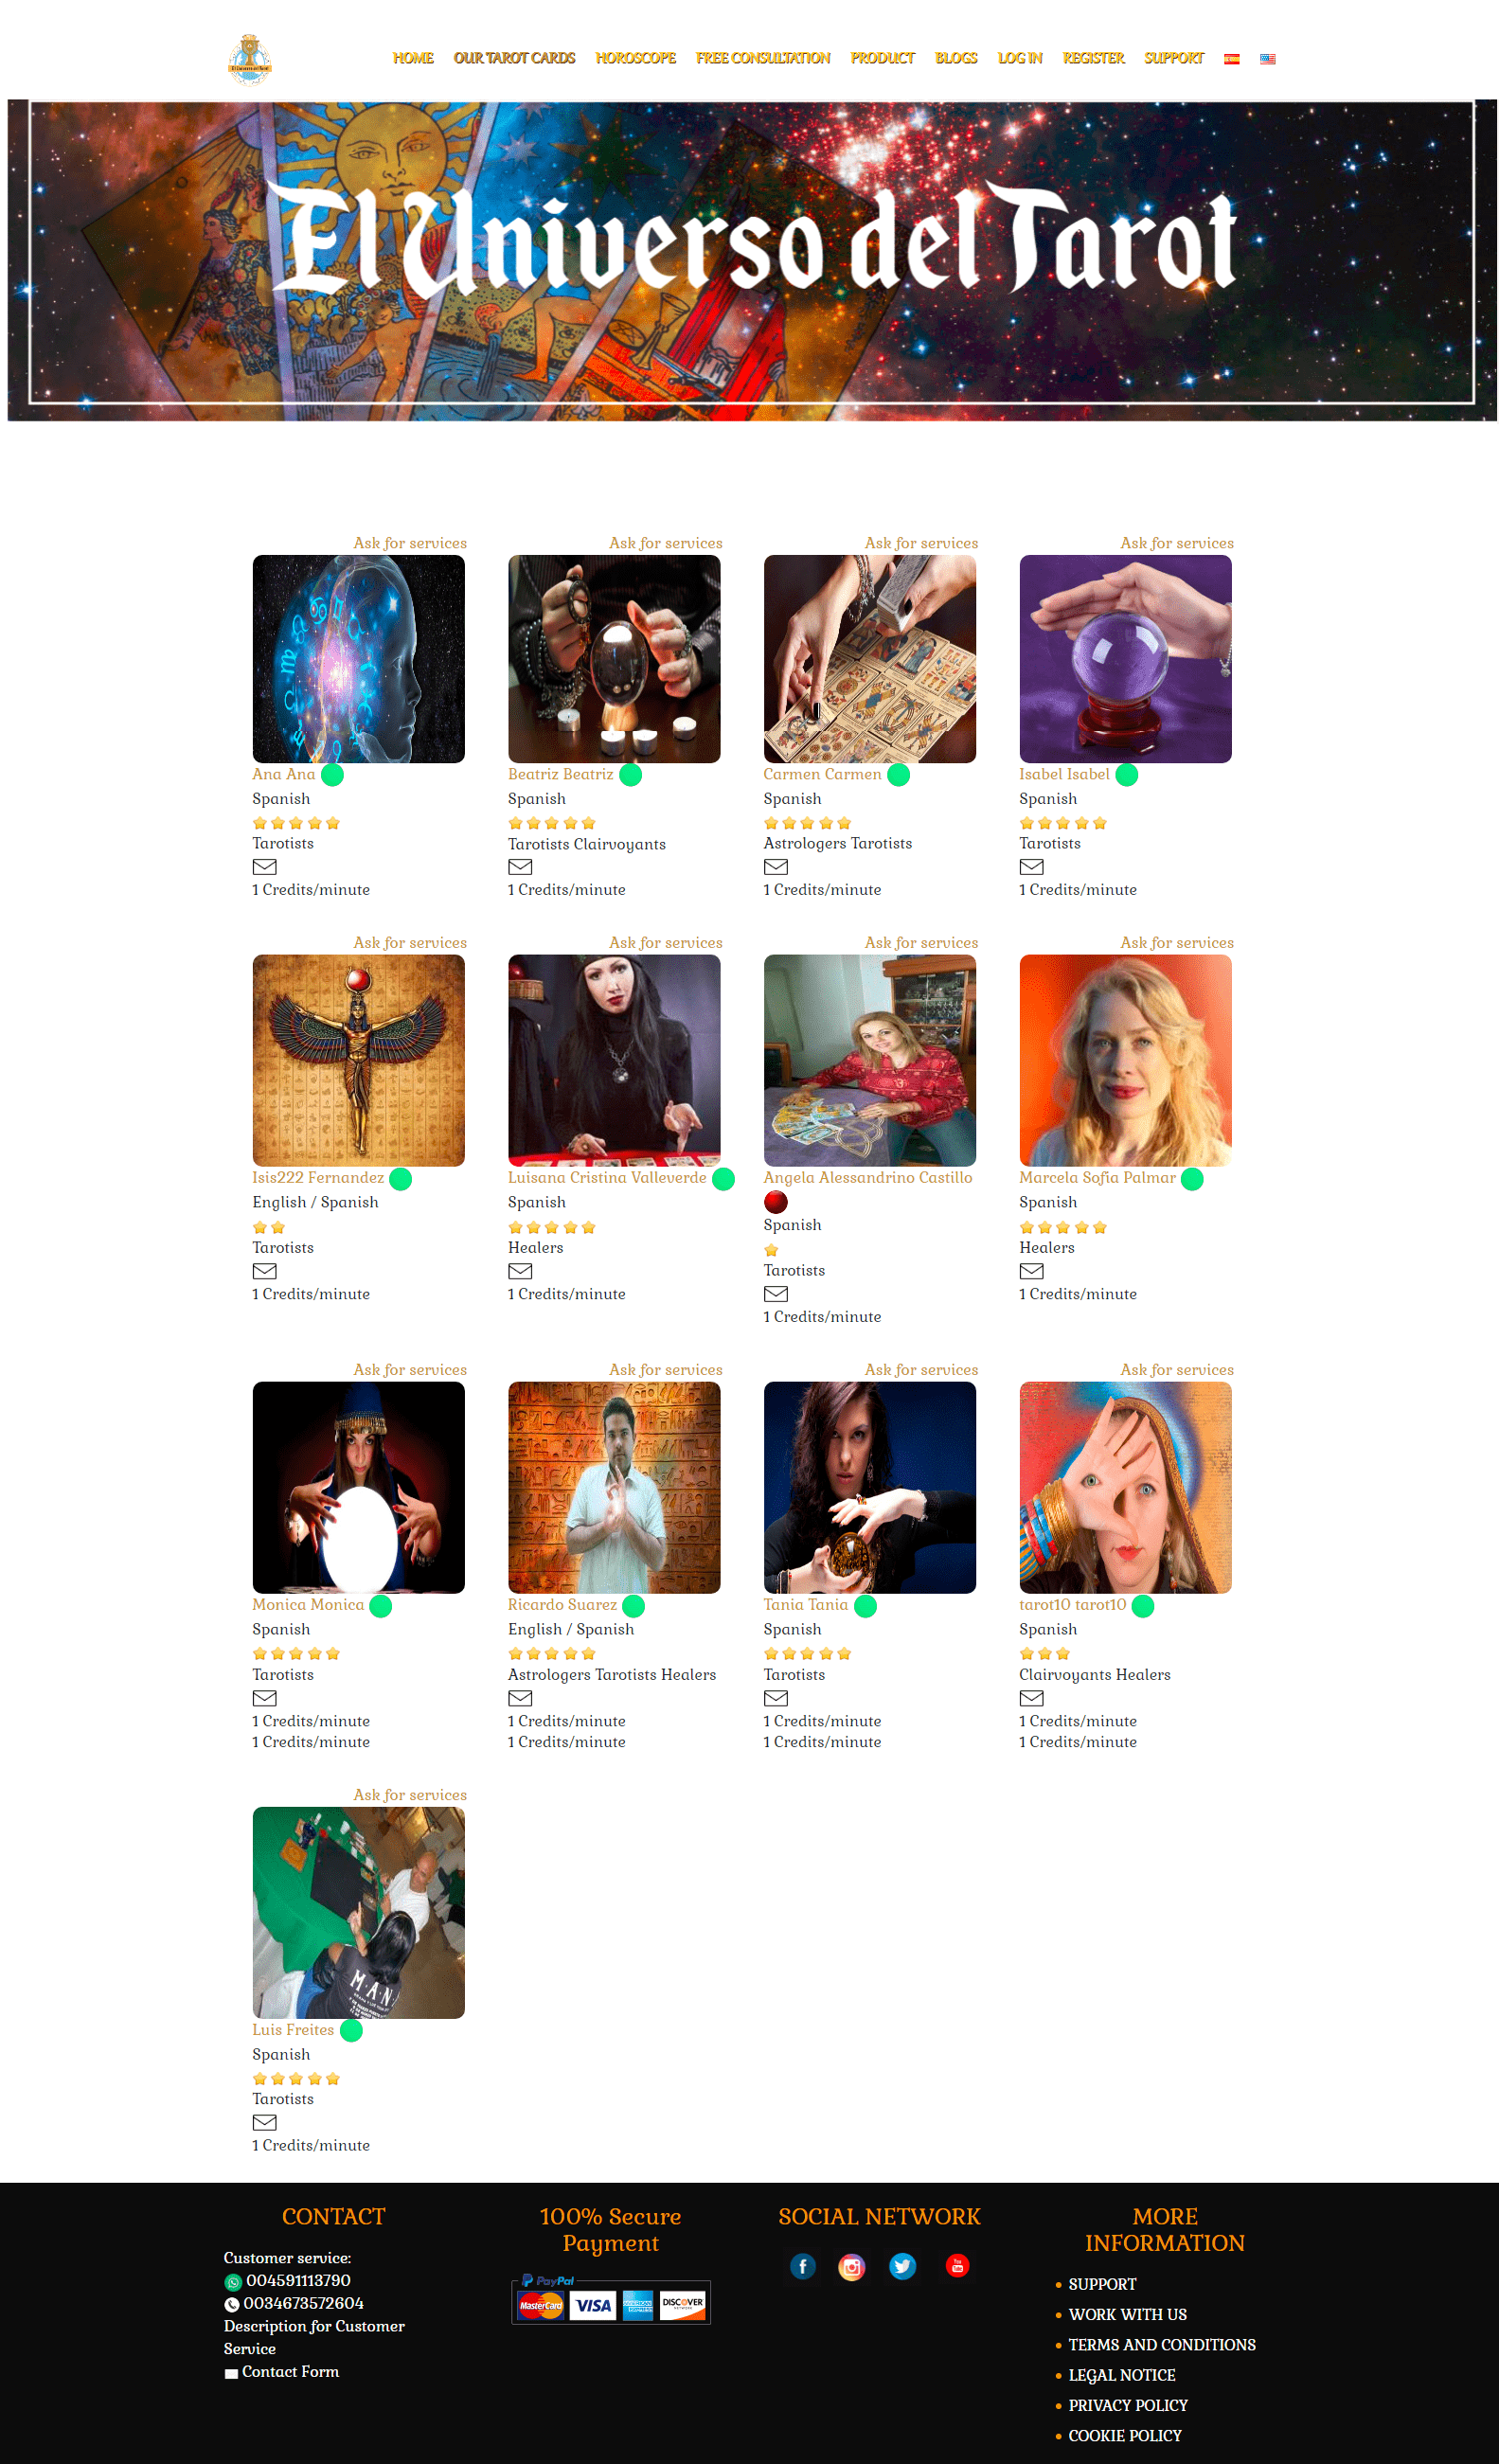 HOME OUR TAROT CARDS HOROSCOPE FREE CONSULTATION PRODUCT BLOGS LOG IN REGISTER SUPPORT
El Universo del Tarot
Ask for services Ask for services Ask for services Ask for services
Ana Ana Beatriz Beatriz Carmen Carmen Isabel Isabel
Spanish Spanish Spanish Spanish
Tarotists Tarotists Clairvoyants Astrologers Tarotists Tarotists
1 Credits/minute 1 Credits/minute 1 Credits/minute 1 Credits/minute
Ask for services Ask for services Ask for services Ask for services
Isis222 Fernandez Luisana Cristina Valleverde Angela Alessandrino Castillo Marcela Sofia Palmar
English / Spanish Spanish Spanish Spanish
Tarotists Healers Tarotists Healers
1 Credits/minute 1 Credits/minute 1 Credits/minute 1 Credits/minute
Ask for services Ask for services Ask for services Ask for services
Monica Monica Ricardo Suarez Tania Tania tarot10 tarot10
Spanish English / Spanish Spanish Spanish
Tarotists Astrologers Tarotists Healers Tarotists Clairvoyants Healers
1 Credits/minute 1 Credits/minute 1 Credits/minute 1 Credits/minute
1 Credits/minute 1 Credits/minute 1 Credits/minute 1 Credits/minute
Ask for services
M.A.N
Luis Freites
Spanish
Tarotists
1 Credits/minute
CONTACT
Customer service:
004591113790
0034673572604
Description for Customer
Service
Contact Form
100% Secure
Payment
PayPal
MasterCard VISA AMERICAN EXPRESS DISCOVER
SOCIAL NETWORK
f You Tube
MORE
INFORMATION
SUPPORT
WORK WITH US
TERMS AND CONDITIONS
LEGAL NOTICE
PRIVACY POLICY
COOKIE POLICY